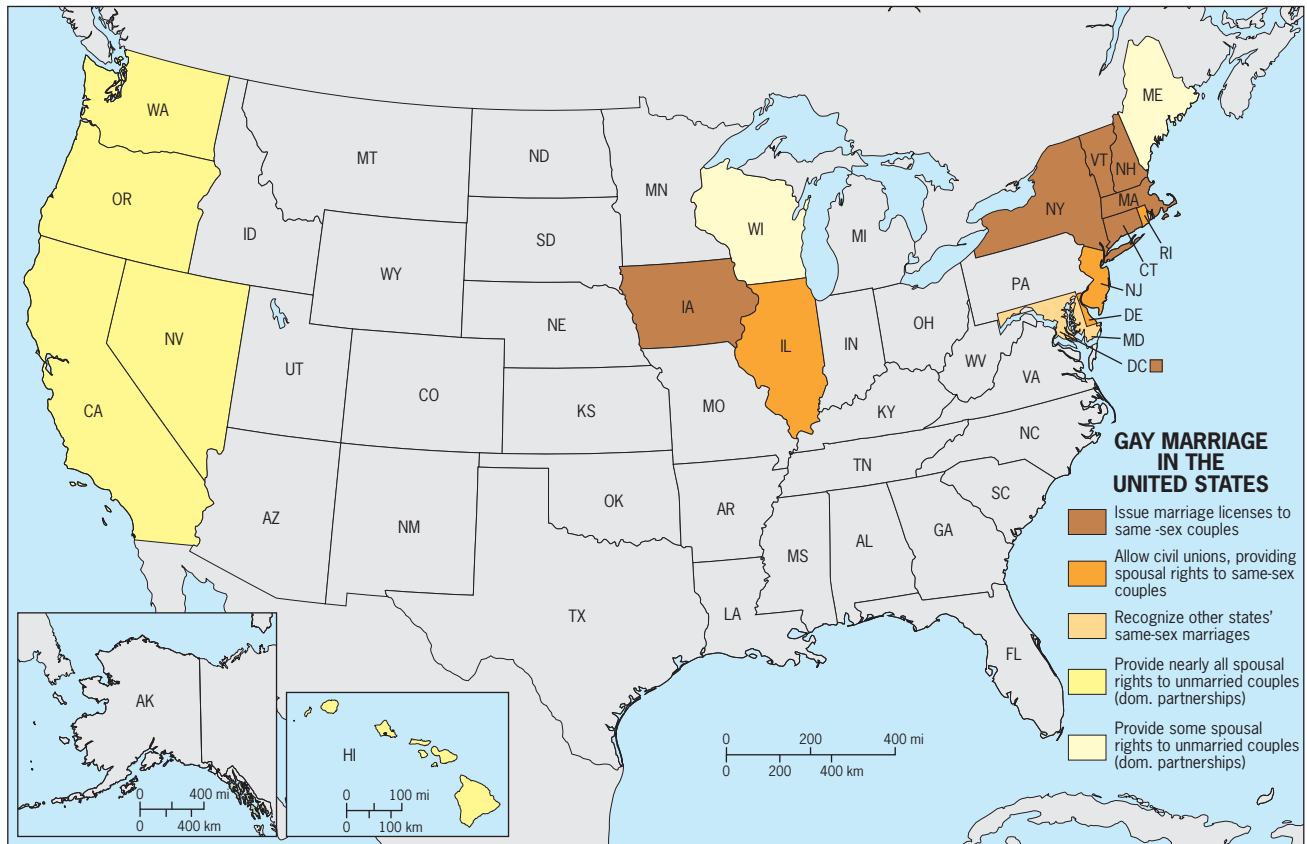 WA
OR
CA
NV
ID
MT
WY
UT
AZ
CO
NM
ND
SD
NE
KS
OK
TX
MN
IA
MO
AR
LA
WI
IL
MI
IN
OH
KY
TN
MS
AL
GA
FL
SC
NC
VA
WV
PA
NY
VT
NH
ME
MA
RI
CT
NJ
DE
MD
DC
AK
HI
GAY MARRIAGE
IN THE
UNITED STATES
Issue marriage licenses to
same -sex couples
Allow civil unions, providing
spousal rights to same-sex
couples
Recognize other states'
same-sex marriages
Provide nearly all spousal
rights to unmarried couples
(dom. partnerships)
Provide some spousal
rights to unmarried couples
(dom. partnerships)
0 200 400 mi
0 200 400 km
0 400 mi
0 400 km
0 100 mi
0 100 km